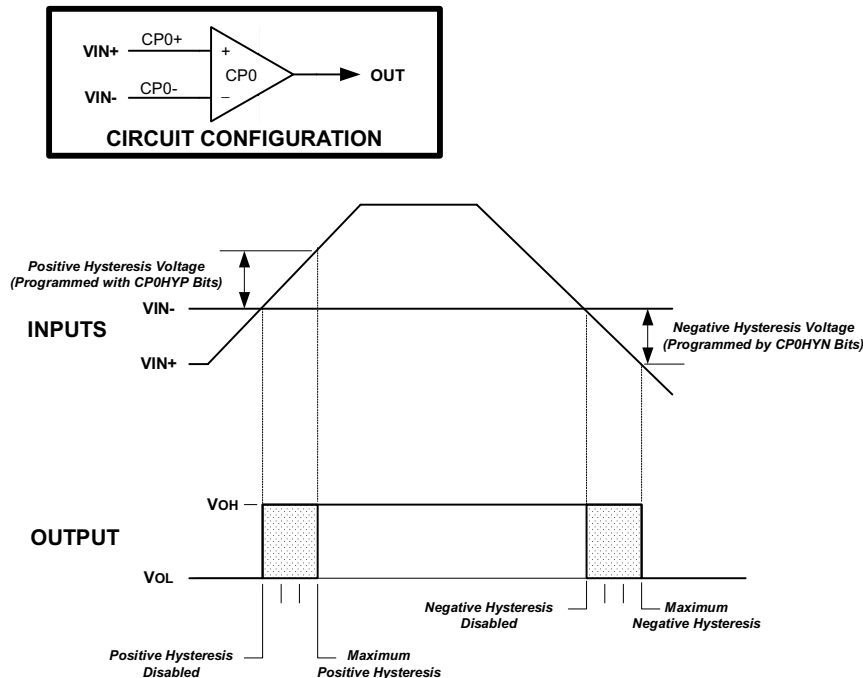 VIN+
CP0+
+
CP0
OUT
VIN-
CP0-
_
CIRCUIT CONFIGURATION
Positive Hysteresis Voltage
(Programmed with CP0HYP Bits)
VIN-
INPUTS
VIN+
Negative Hysteresis Voltage
(Programmed by CP0HYN Bits)
VOH
OUTPUT
VOL
Negative Hysteresis
Disabled
Maximum
Negative Hysteresis
Positive Hysteresis
Disabled
Maximum
Positive Hysteresis